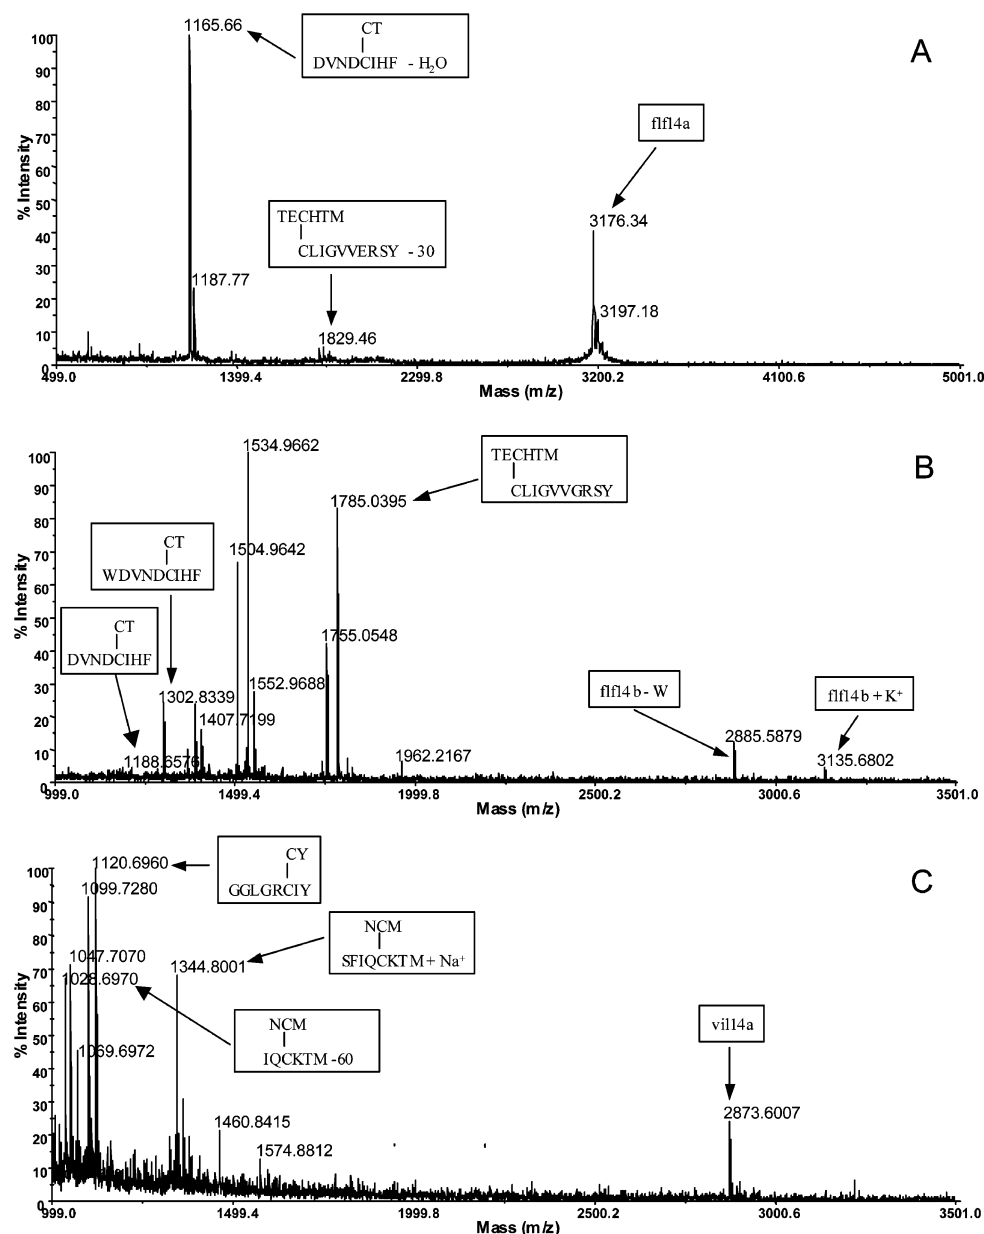 A
1165.66
CT
DVNDCIHF - H2O
flfl4a
3176.34
TECHTM
CLIGVVERSY - 30
1187.77
3197.18
1829.46
% Intensity
100
90
80
70
60
50
40
30
20
10
0
499.0 1399.4 2299.8 3200.2 4100.6 5001.0
Mass (m/z)
B
1534.9662
TECHTM
CLIGVVGRSY
1785.0395
CT
WDVNDCIHF
1504.9642
CT
DVNDCIHF
1755.0548
1302.8339
1552.9688
1407.7199
flfl4b - W
flfl4b + K+
2885.5879
1188.6576
1962.2167
3135.6802
% Intensity
100
90
80
70
60
50
40
30
20
10
0
999.0 1499.4 1999.8 2500.2 3000.6 3501.0
Mass (m/z)
C
1120.6960
CY
GGLGRCIY
1099.7280
NCM
SFIQCKTM + Na+
1047.7070
1344.8001
1028.6970
NCM
IQCKTM -60
vil14a
1069.6972
2873.6007
1460.8415
1574.8812
% Intensity
100
90
80
70
60
50
40
30
20
10
0
999.0 1499.4 1999.8 2500.2 3000.6 3501.0
Mass (m/z)